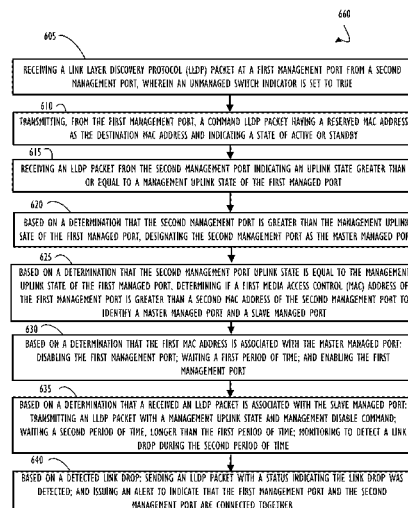 660
605
RECEIVING A LINK LAYER DISCOVERY PROTOCOL (LLDP) PACKET AT A FIRST MANAGEMENT PORT FROM A SECOND
MANAGEMENT PORT, WHEREIN AN UNMANAGED SWITCH INDICATOR IS SET TO
TRUE
610
TRANSMITTING, FROM THE FIRST MANAGEMENT PORT, A COMMAND LLDP PACKET HAVING A RESERVED MAC ADDRESS
AS THE DESTINATION MAC ADDRESS AND INDICATING A STATE OF ACTIVE OR STANDBY
615
RECEIVING AN LLDP PACKET FROM THE SECOND MANAGEMENT PORT INDICATING AN UPLINK STATE GREATER THAN
OR EQUAL TO A MANAGEMENT UPLINK STATE OF THE FIRST MANAGED PORT
620
BASED ON A DETERMINATION THAT THE SECOND MANAGEMENT PORT IS GREATER THAN THE MANAGEMENT UPLINK
SATE OF THE FIRST MANAGED PORT, DESIGNATING THE SECOND MANAGEMENT PORT AS THE MASTER MANAGED POR
625
BASED ON A DETERMINATION THAT THE SECOND MANAGEMENT PORT UPLINK STATE IS EQUAL TO THE MANAGEMENT
UPLINK STATE OF THE FIRST MANAGED PORT, DETERMINING IF A FIRST MEDIA ACCESS CONTROL (MAC) ADDRESS OF
THE FIRST MANAGEMENT PORT IS GREATER THAN A SECOND MAC ADDRESS OF THE SECOND MANAGEMENT PORT TO
IDENTIFY A MASTER MANAGED PORT AND A SLAVE MANAGED PORT
630
BASED ON A DETERMINATION THAT THE FIRST MAC ADDRESS IS ASSOCIATED WITH THE MASTER MANAGED PORT:
DISABLING THE FIRST MANAGEMENT PORT; WAITING A FIRST PERIOD OF TIME; AND ENABLING THE FIRST
MANAGEMENT PORT
635
BASED ON A DETERMINATION THAT A RECEIVED AN LLDP PACKET IS ASSOCIATED WITH THE SLAVE MANAGED PORT:
TRANSMITTING AN LLDP PACKET WITH A MANAGEMENT UPLINK STATE AND MANAGEMENT DISABLE COMMAND;
WAITING A SECOND PERIOD OF TIME, LONGER THAN THE FIRST PERIOD OF TIME; MONITORING TO DETECT A LINK
DROP DURING THE SECOND PERIOD OF TIME
640
BASED ON A DETECTED LINK DROP: SENDING AN LLDP PACKET WITH A STATUS INDICATING THE LINK DROP WAS
DETECTED; AND ISSUING AN ALERT TO INDICATE THAT THE FIRST MANAGEMENT PORT AND THE SECOND
MANAGEMENT PORT ARE CONNECTED TOGETHER